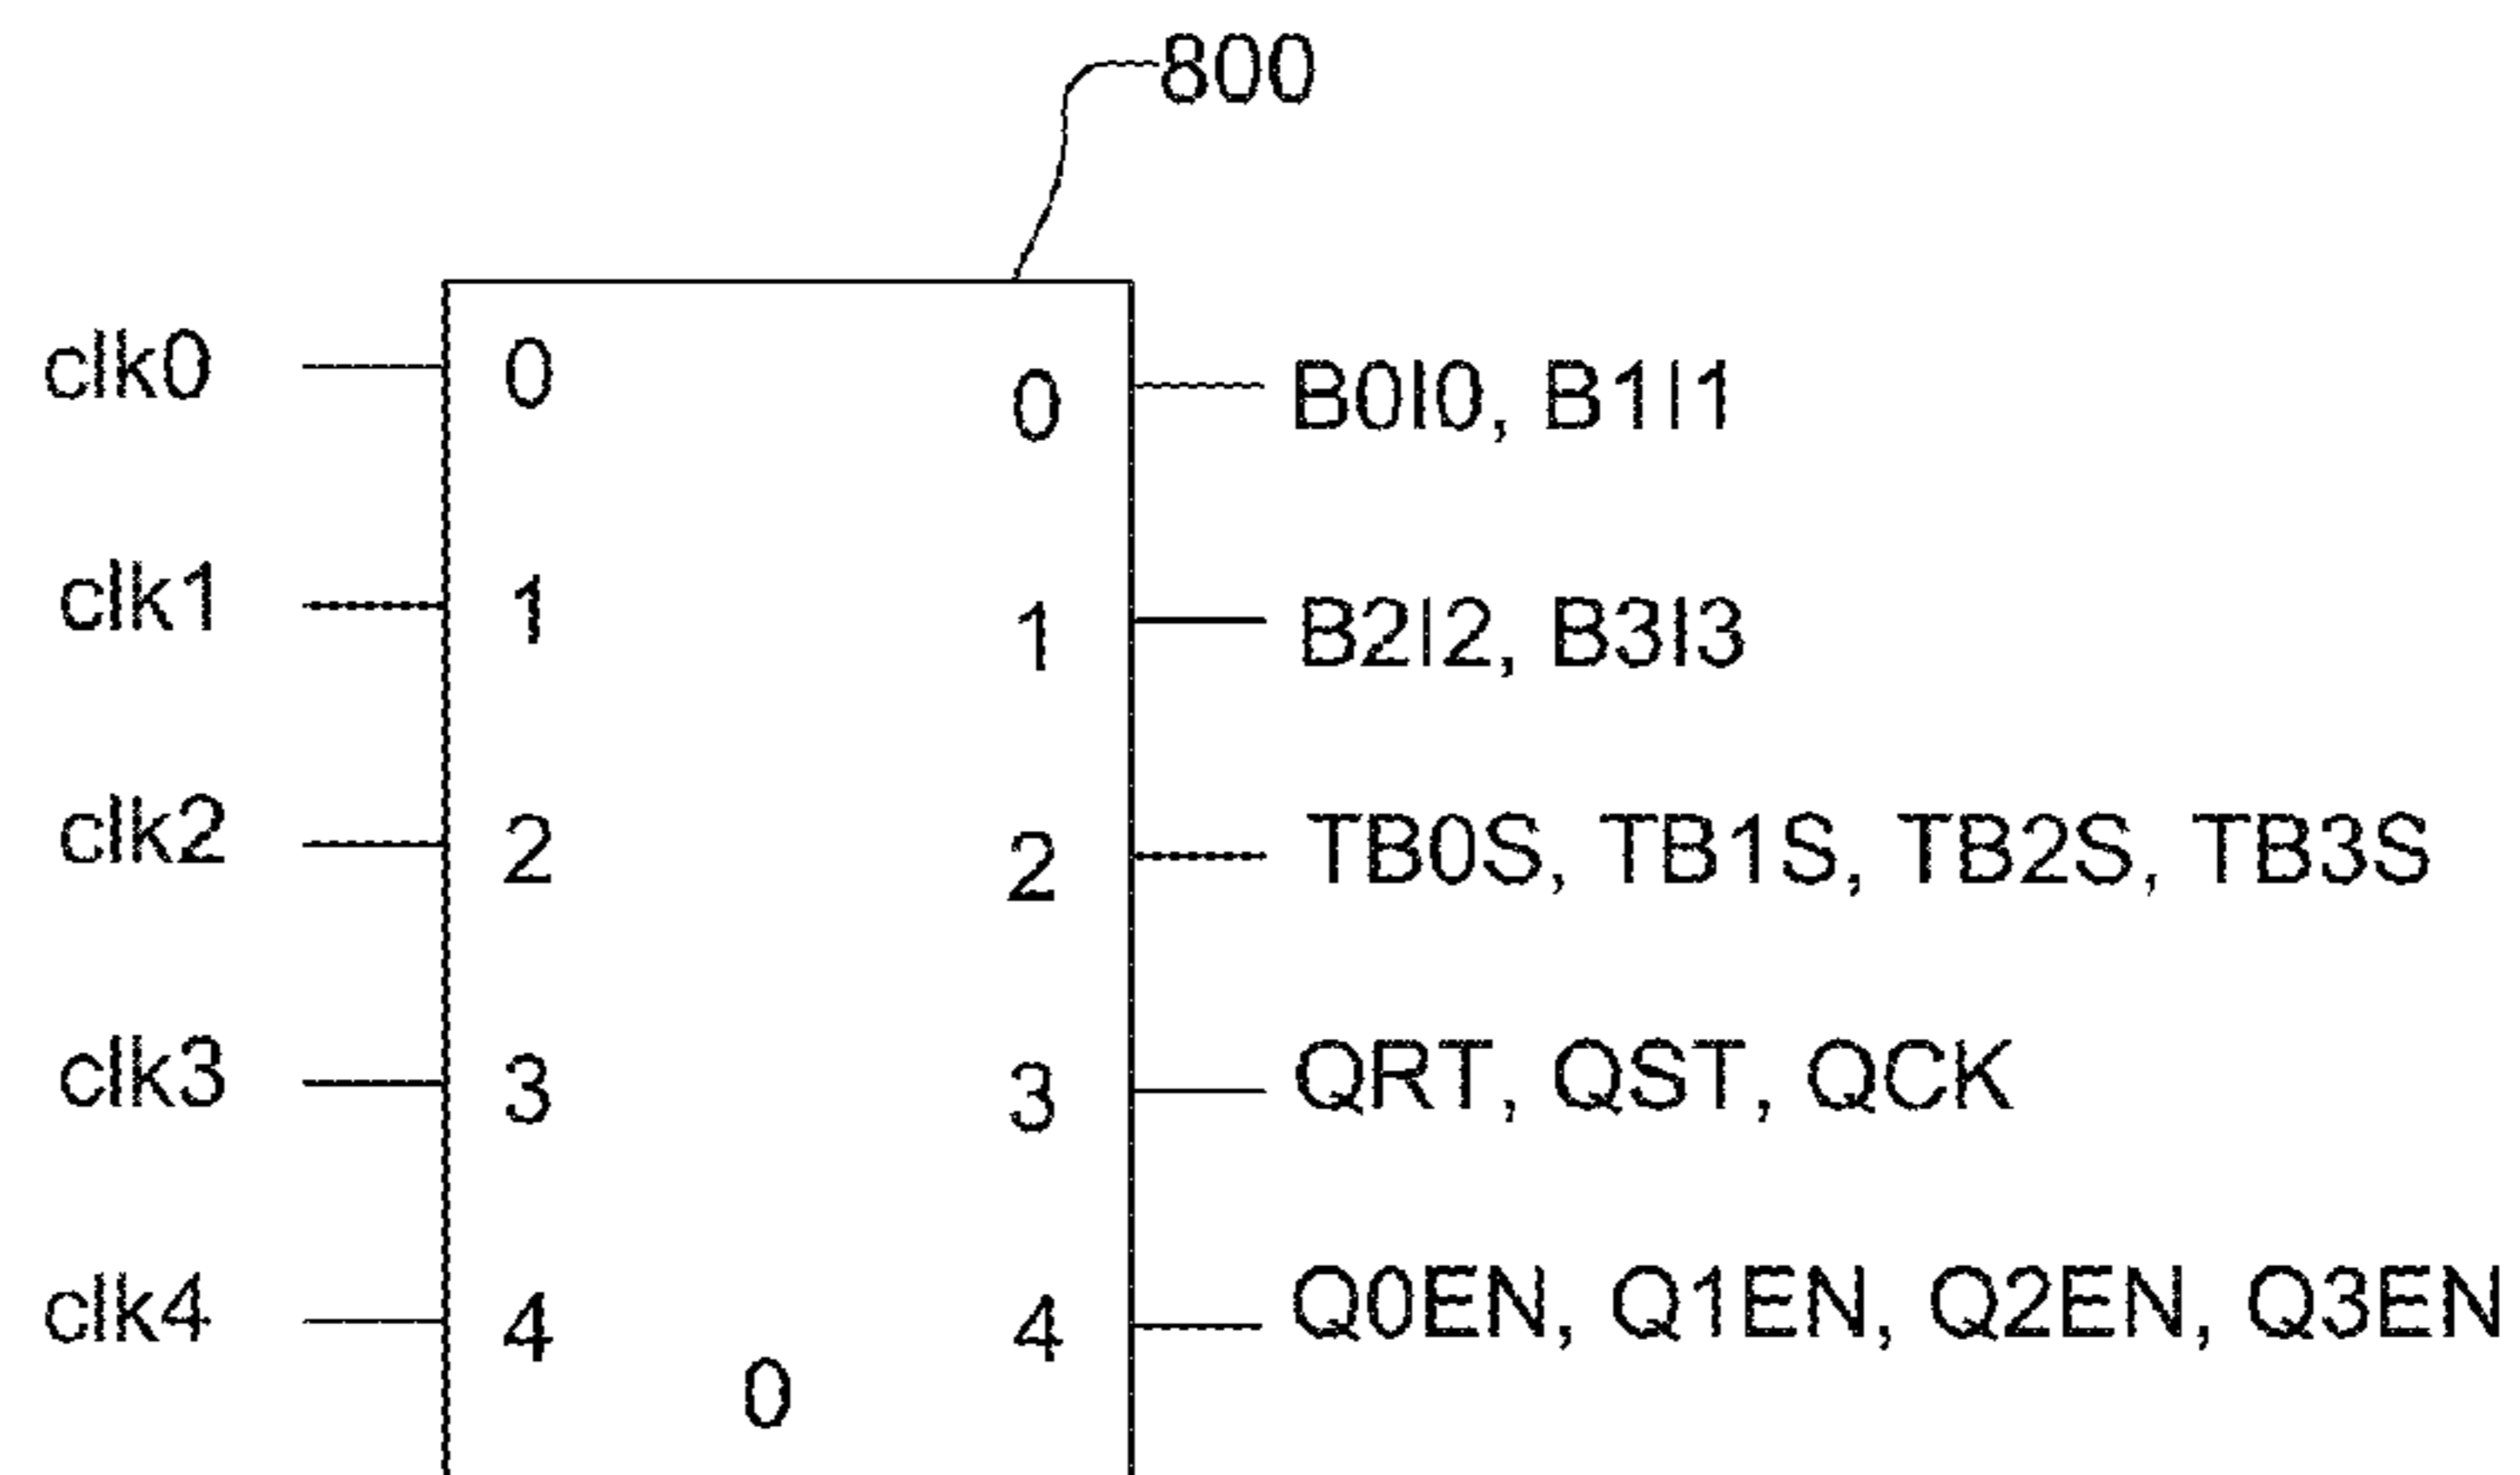 800
clk0 0 0 B0I0, B1I1
clk1 1 1 B2I2, B3I3
clk2 2 2 TB0S, TB1S, TB2S, TB3S
clk3 3 3 QRT, QST, QCK
clk4 4 4 Q0EN, Q1EN, Q2EN, Q3EN
0